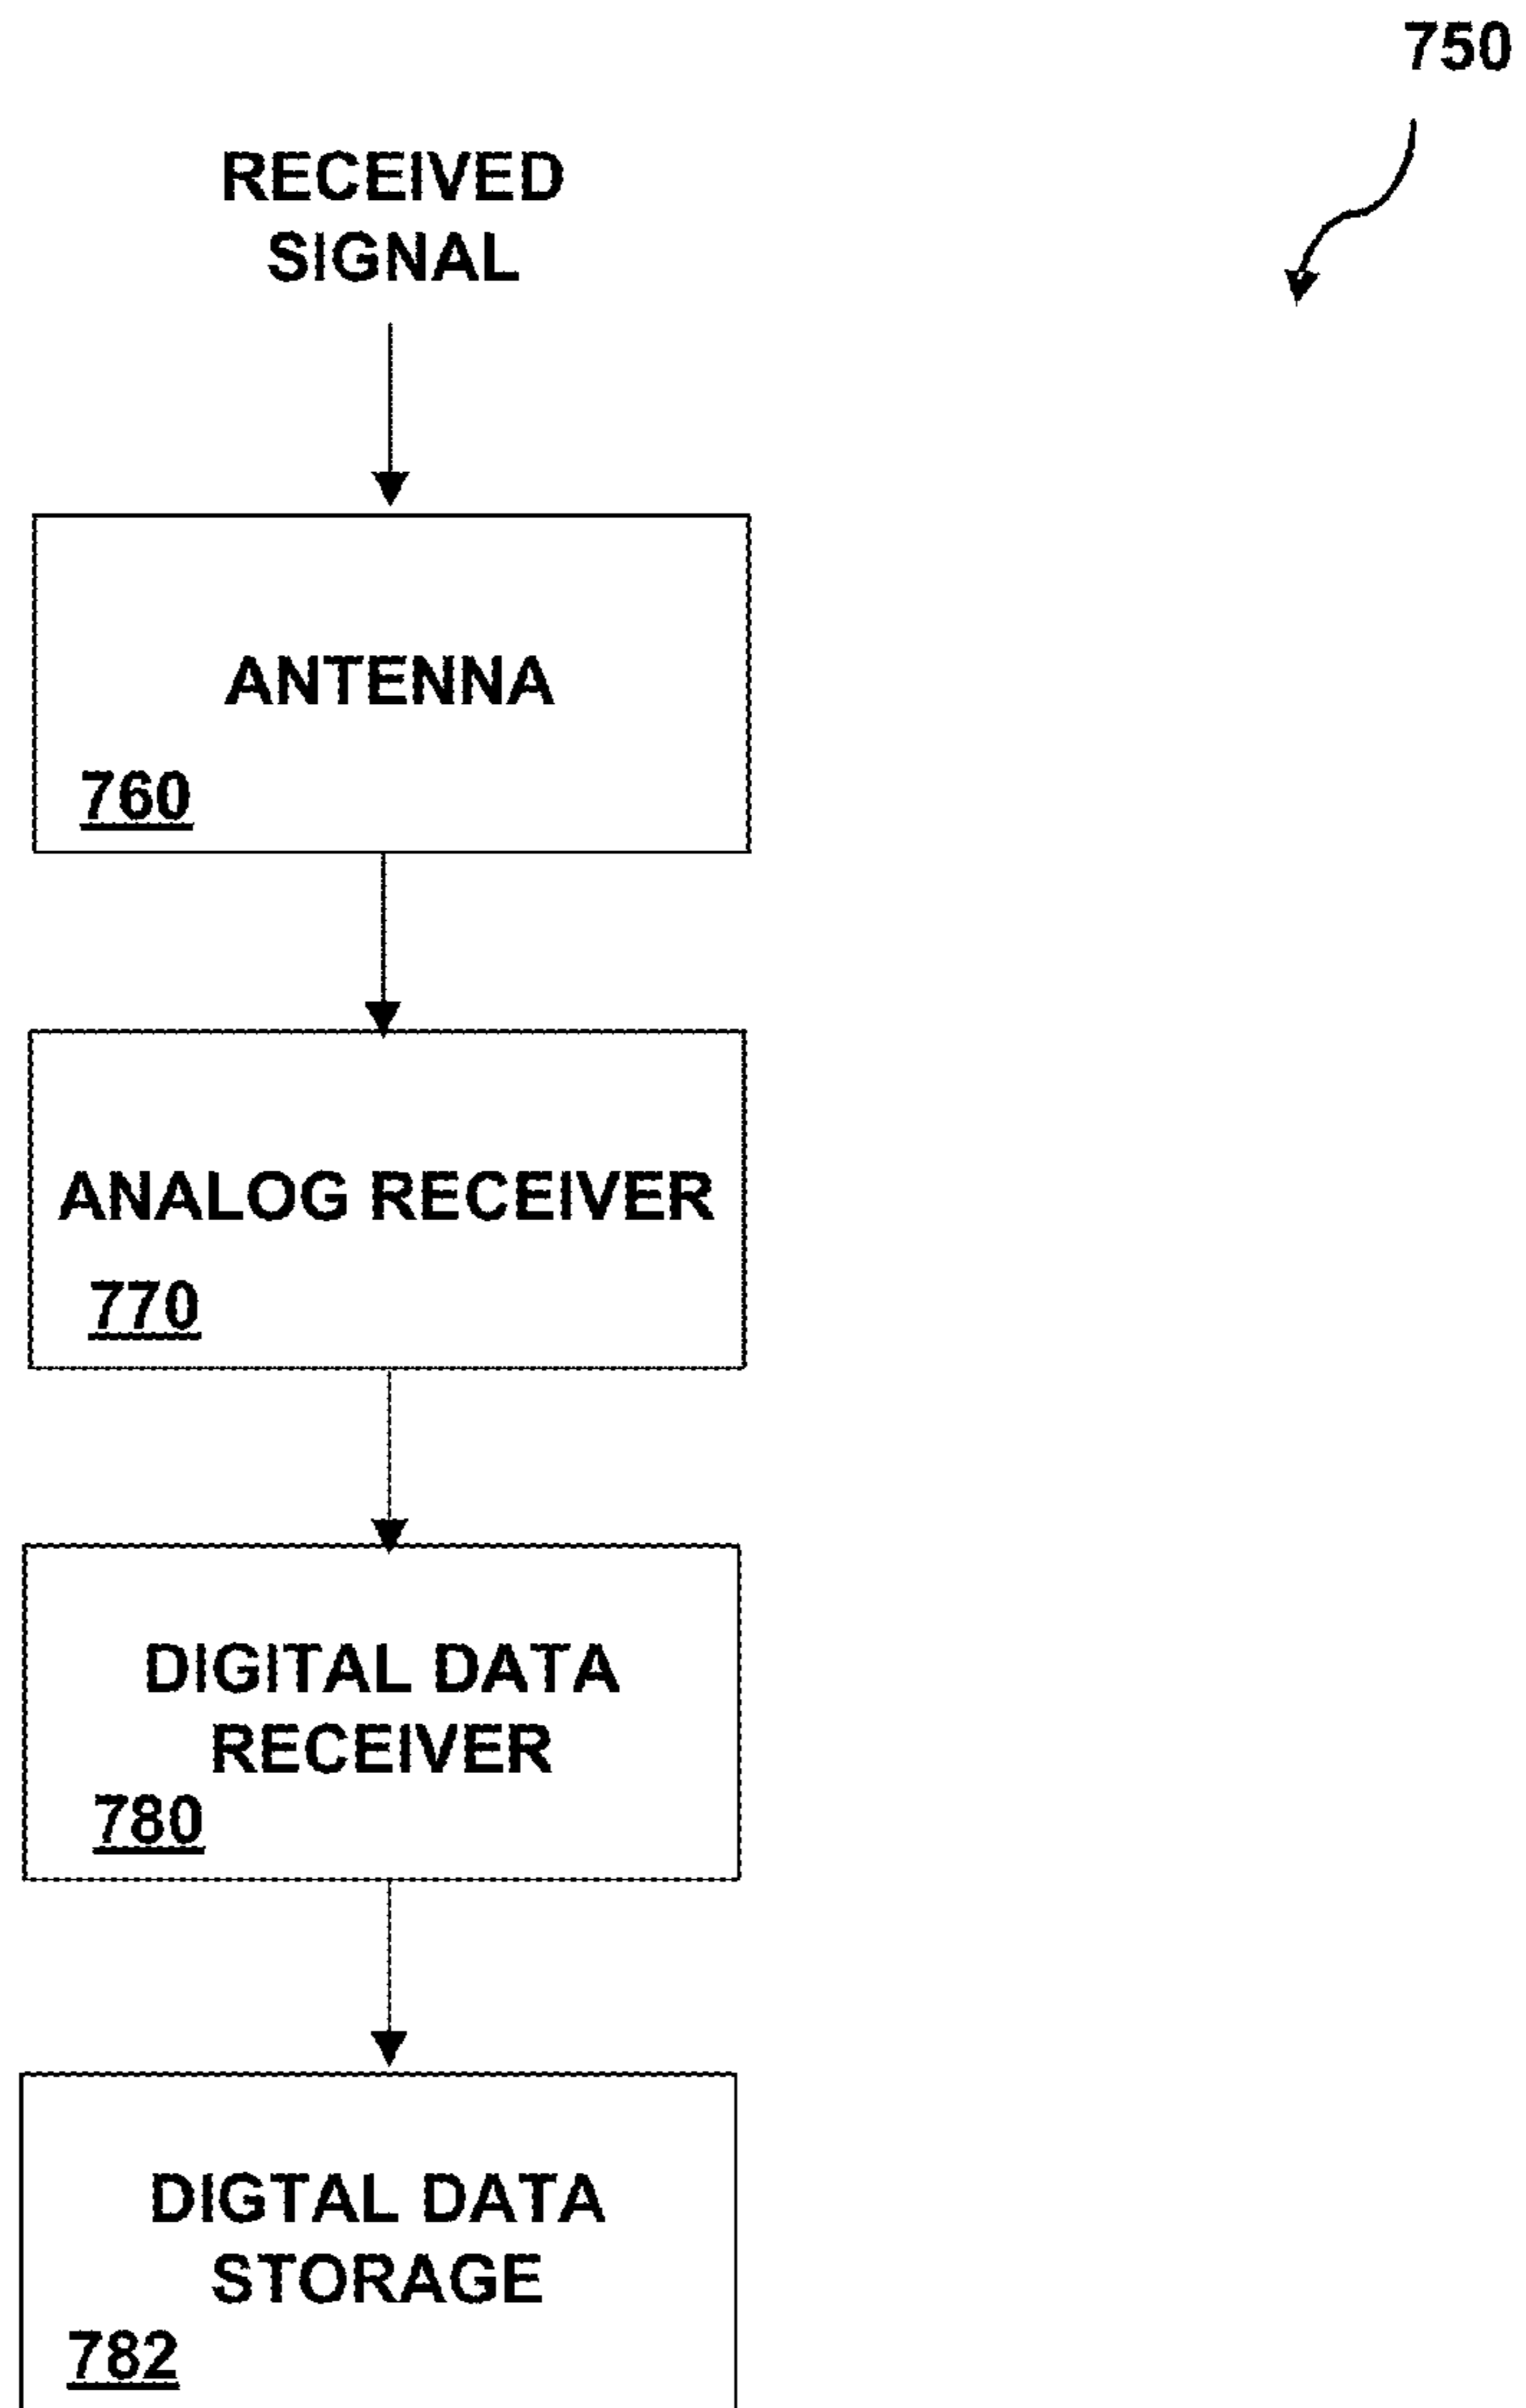 750
RECEIVED
SIGNAL
ANTENNA
760
ANALOG RECEIVER
770
DIGITAL DATA
RECEIVER
780
DIGTAL DATA
STORAGE
782